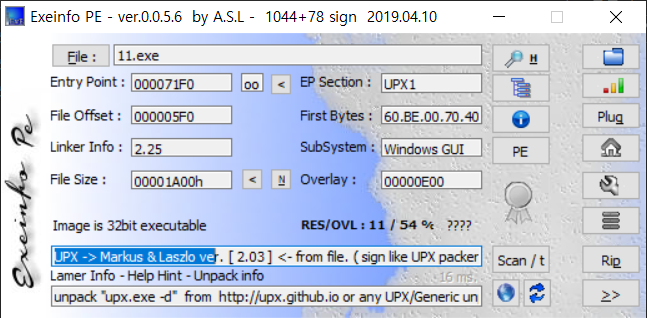 Exeinfo PE - ver.0.0.5.6 by A.S.L - 1044+78 sign 2019.04.10
File : 11.exe H
Entry Point : 000071F0 oo < EP Section : UPX1
File Offset : 000005F0 First Bytes : 60.BE.00.70.40 Plug
Linker Info : 2.25 SubSystem : Windows GUI PE
File Size : 00001A00h < N Overlay : 00000E00
Image is 32bit executable RES/OVL : 11 / 54 % ????
UPX -> Markus & Laszlo ver. [ 2.03 ] <- from file. ( sign like UPX packer Scan / t Rip
Lamer Info - Help Hint - Unpack info 16 ms.
unpack "upx.exe -d" from http://upx.github.io or any UPX/Generic un >>
Exeinfo Pe